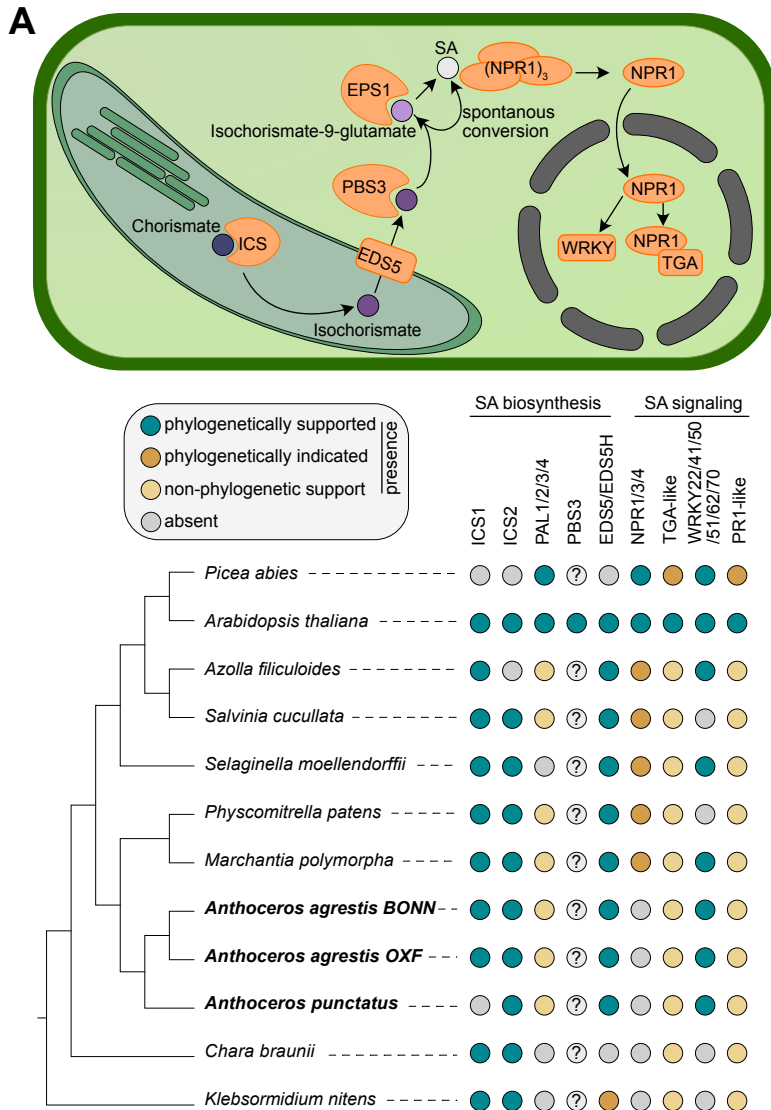 A
SA
(NPR1)3
NPR1
EPS1
Isochorismate-9-glutamate
spontanous
conversion
PBS3
NPR1
Chorismate
ICS
WRKY
NPR1
TGA
EDS5
Isochorismate
SA biosynthesis
SA signaling
phylogenetically supported
phylogenetically indicated
non-phylogenetic support
absent
presence
ICS1
ICS2
PAL1/2/3/4
PBS3
EDS5/EDS5H
NPR1/3/4
TGA-like
WRKY22/41/50
/51/62/70
PR1-like
Picea abies ?
Arabidopsis thaliana
Azolla filiculoides ?
Salvinia cucullata ?
Selaginella moellendorffii ?
Physcomitrella patens ?
Marchantia polymorpha ?
Anthoceros agrestis BONN ?
Anthoceros agrestis OXF ?
Anthoceros punctatus ?
Chara braunii ?
Klebsormidium nitens ?